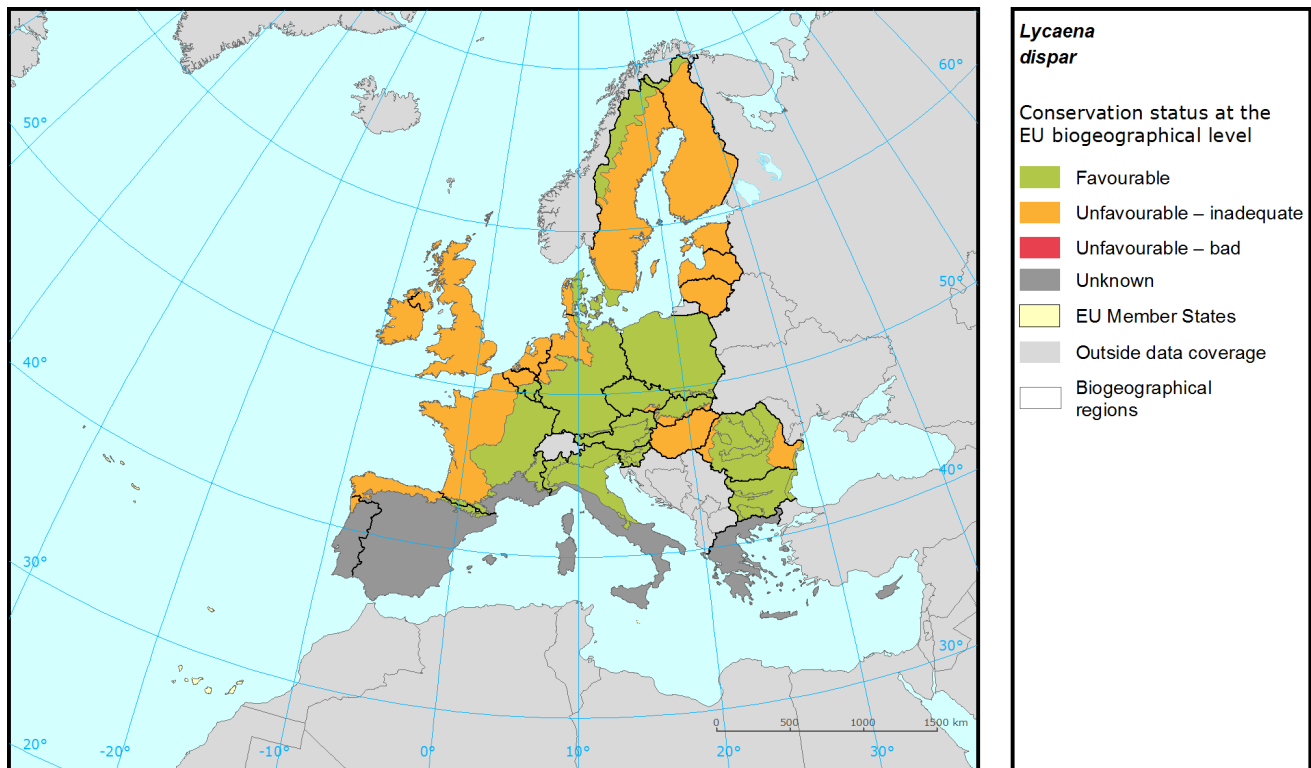 Lycaena
dispar
Conservation status at the
EU biogeographical level
Favourable
Unfavourable – inadequate
Unfavourable – bad
Unknown
EU Member States
Outside data coverage
Biogeographical
regions
60°
50°
50°
40°
40°
30°
30°
20°
-20°
-10°
0°
10°
20°
30°
0 500 1000 1500 km